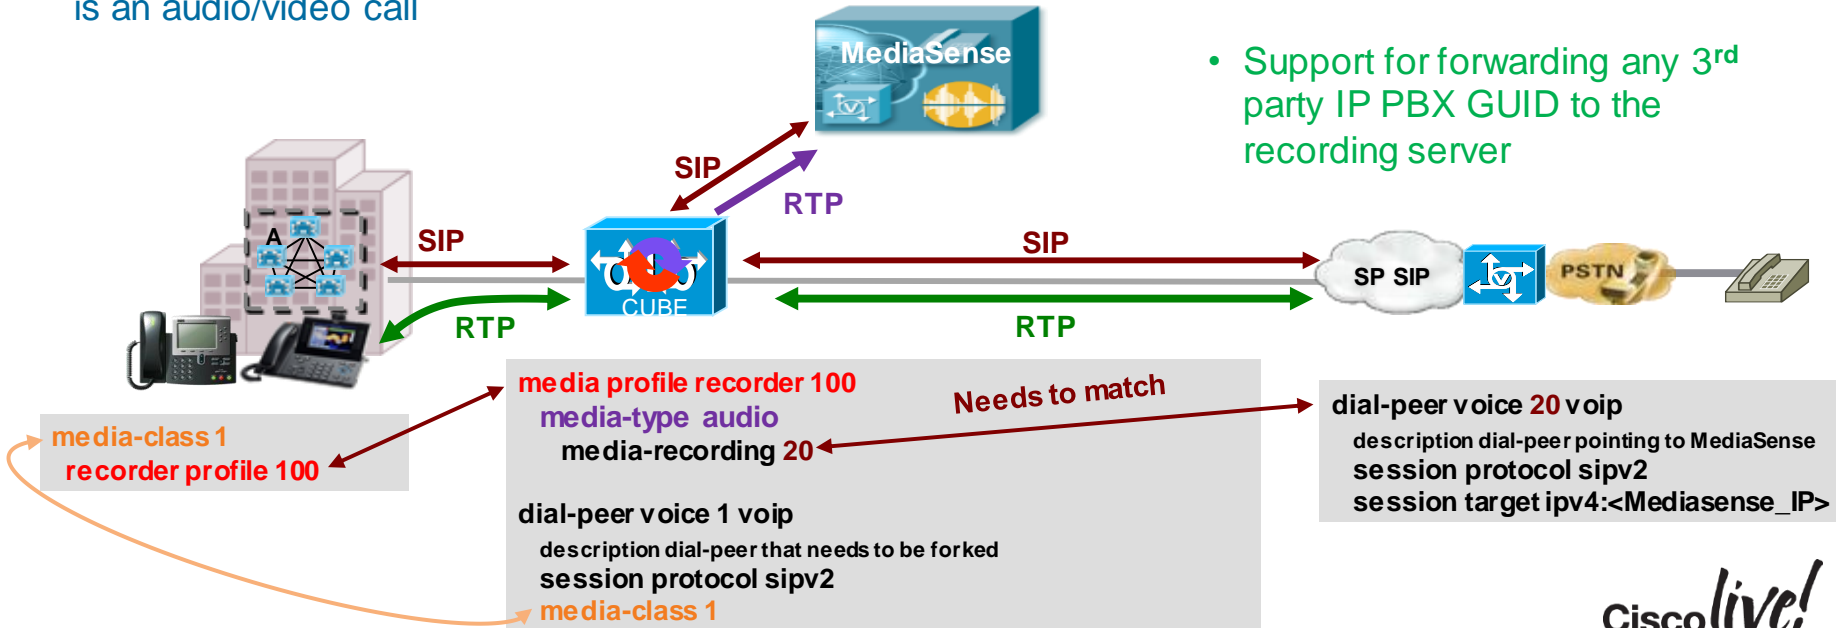 is an audio/video call
MediaSense
• Support for forwarding any 3rd
party IP PBX GUID to the
recording server
SIP
RTP
A
SIP
SIP
CUBE
SP SIP
PSTN
RTP
RTP
media-class 1
recorder profile 100
media profile recorder 100
media-type audio
media-recording 20
Needs to match
dial-peer voice 1 voip
description dial-peer that needs to be forked
session protocol sipv2
media-class 1
dial-peer voice 20 voip
description dial-peer pointing to MediaSense
session protocol sipv2
session target ipv4:<Mediasense_IP>
Cisco live!